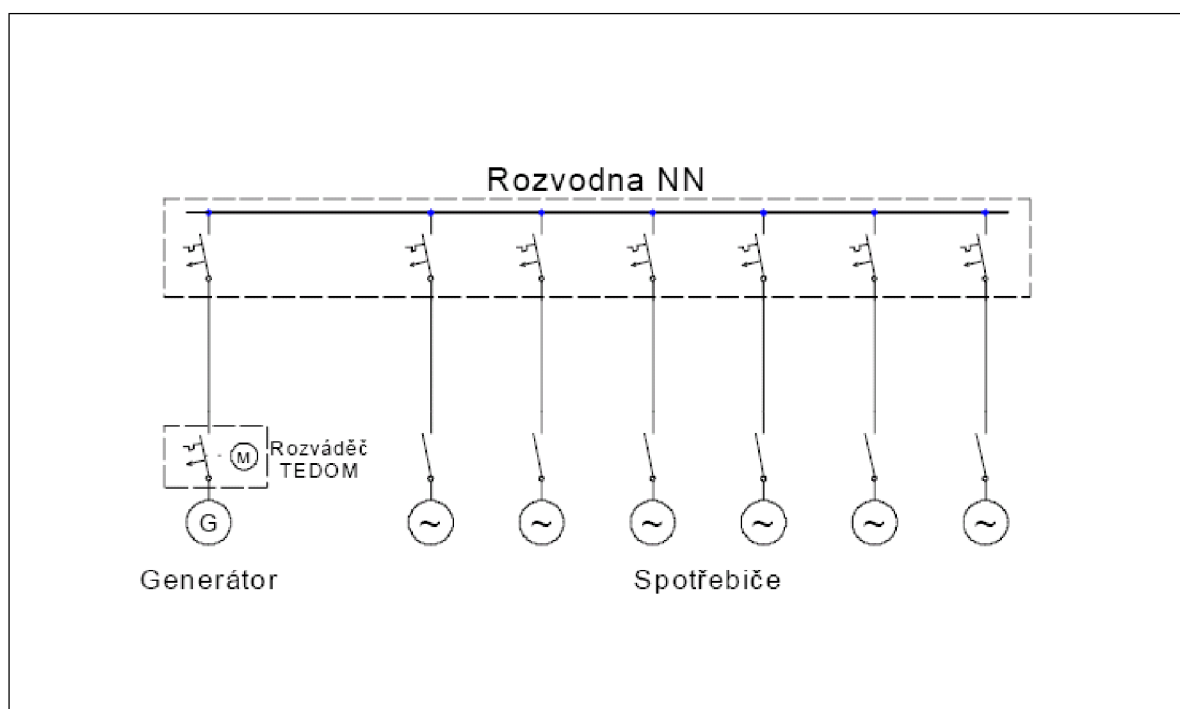 Rozvodna NN
M
Rozváděč
TEDOM
G
~ ~ ~ ~ ~ ~
Generátor
Spotřebiče